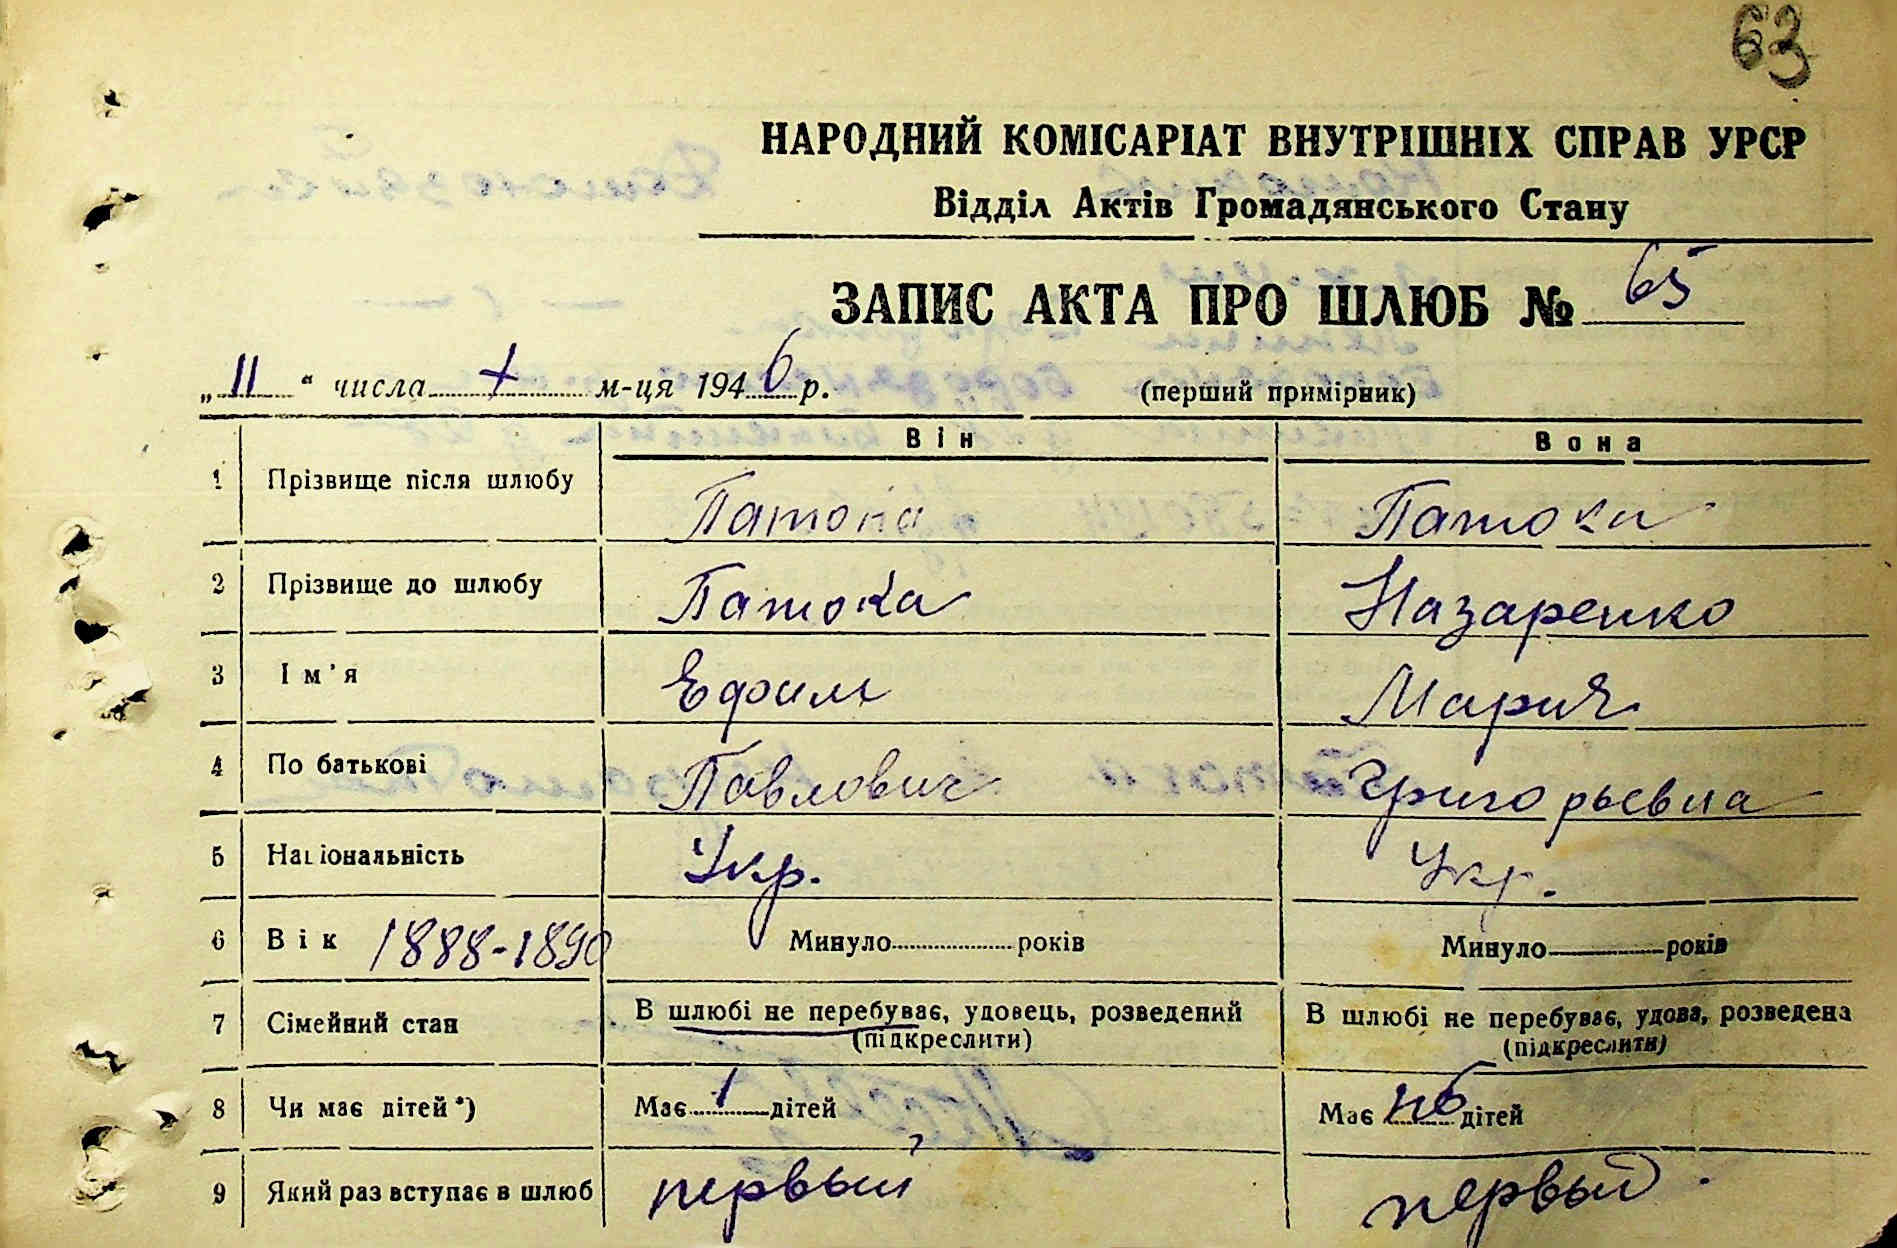 63
НАРОДНИЙ КОМІСАРІАТ ВНУТРІШНІХ СПРАВ УРСР
Відділ Актів Громадянського Стану
ЗАПИС АКТА ПРО ШЛЮБ № 65
„11“ числа X м-ця 1946 р. (перший примірник)
Він Вона
1 Прізвище після шлюбу Патока Патока
2 Прізвище до шлюбу Патока Назаренко
3 Ім'я Ефим Мария
4 По батькові Павлович Григорьевна
5 Національність Укр. Укр.
6 Вік 1888-1890 Минуло років Минуло років
7 Сімейний стан В шлюбі не перебуває, удовець, розведений В шлюбі не перебуває, удова, розведена
(підкреслити) (підкреслити)
8 Чи має дітей*) Має 1 дітей Має дітей
9 Який раз вступає в шлюб первый первый.